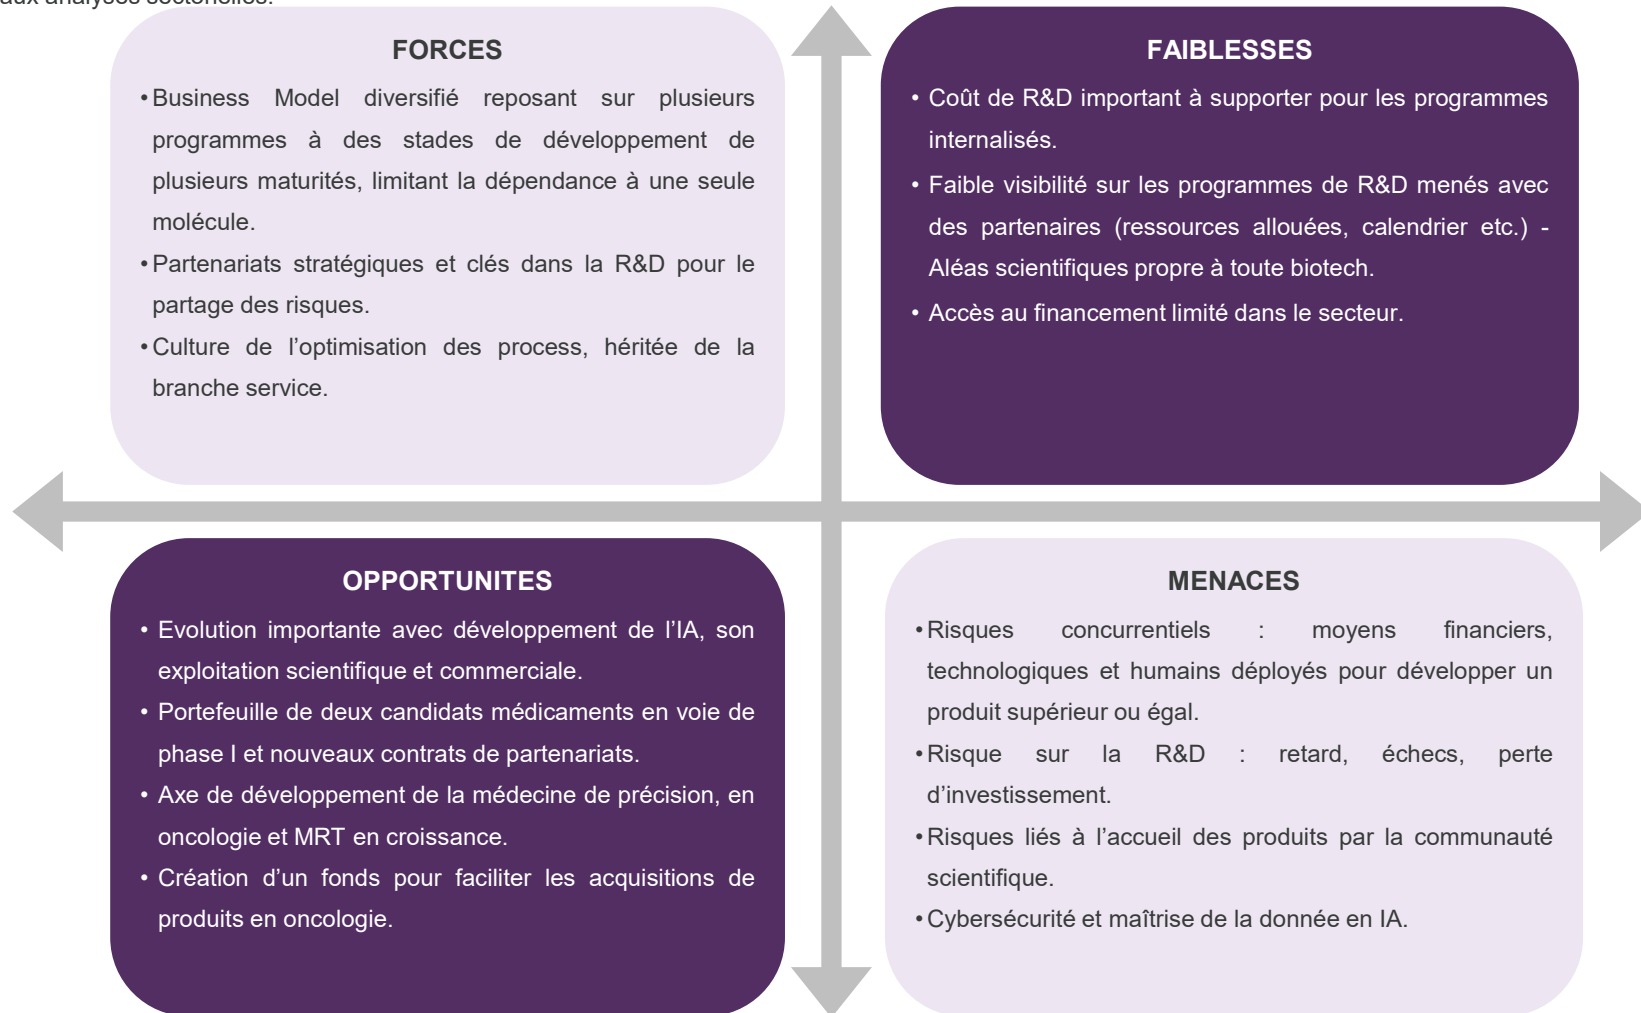 aux analyses sectorielles.
FORCES
•Business Model diversifié reposant sur plusieurs
programmes à des stades de développement de
plusieurs maturités, limitant la dépendance à une seule
molécule.
•Partenariats stratégiques et clés dans la R&D pour le
partage des risques.
•Culture de l’optimisation des process, héritée de la
branche service.
FAIBLESSES
• Coût de R&D important à supporter pour les programmes
internalisés.
• Faible visibilité sur les programmes de R&D menés avec
des partenaires (ressources allouées, calendrier etc.) -
Aléas scientifiques propre à toute biotech.
• Accès au financement limité dans le secteur.
OPPORTUNITES
• Evolution importante avec développement de l’IA, son
exploitation scientifique et commerciale.
• Portefeuille de deux candidats médicaments en voie de
phase I et nouveaux contrats de partenariats.
• Axe de développement de la médecine de précision, en
oncologie et MRT en croissance.
• Création d’un fonds pour faciliter les acquisitions de
produits en oncologie.
MENACES
•Risques concurrentiels : moyens financiers,
technologiques et humains déployés pour développer un
produit supérieur ou égal.
•Risque sur la R&D : retard, échecs, perte
d’investissement.
•Risques liés à l’accueil des produits par la communauté
scientifique.
•Cybersécurité et maîtrise de la donnée en IA.